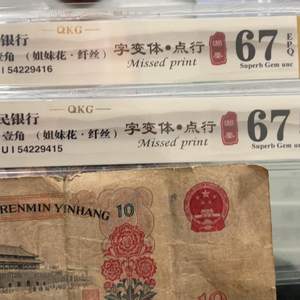 QKG
银行
字变体•点行
67
EPQ
壹角 (姐妹花·纤丝)
Missed print
Superb Gem unc
I 54229416
QKG
民银行
字变体•点行
67
壹角 (姐妹花·纤丝)
Missed print
Superb Gem
U I 54229415
RENMIN YINHANG
10